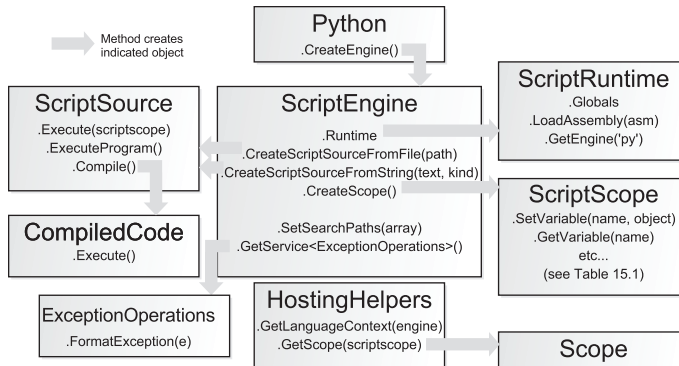 Method creates
indicated object
Python
.CreateEngine()
ScriptSource
.Execute(scriptscope)
.ExecuteProgram()
.Compile()
ScriptEngine
.Runtime
.CreateScriptSourceFromFile(path)
.CreateScriptSourceFromString(text, kind)
.CreateScope()
.SetSearchPaths(array)
.GetService<ExceptionOperations>()
ScriptRuntime
.Globals
.LoadAssembly(asm)
.GetEngine('py')
ScriptScope
.SetVariable(name, object)
.GetVariable(name)
etc...
(see Table 15.1)
CompiledCode
.Execute()
ExceptionOperations
.FormatException(e)
HostingHelpers
.GetLanguageContext(engine)
.GetScope(scriptscope)
Scope